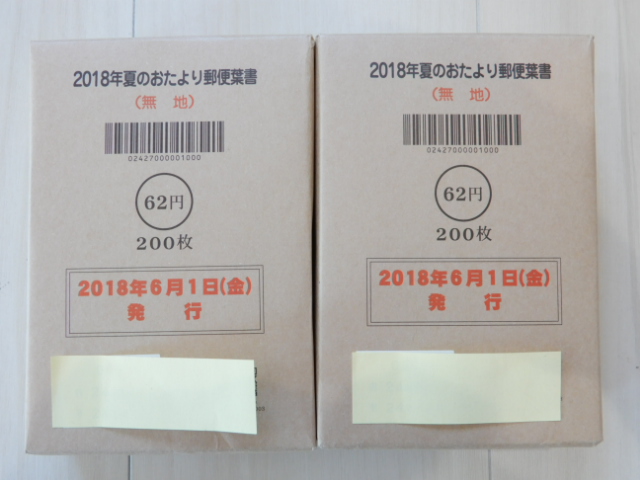 2018年夏のおたより郵便葉書
(無 地)
02427000001000
62円
200枚
2018年6月1日(金)
発 行
2018年夏のおたより郵便葉書
(無 地)
02427000001000
62円
200枚
2018年6月1日(金)
発 行